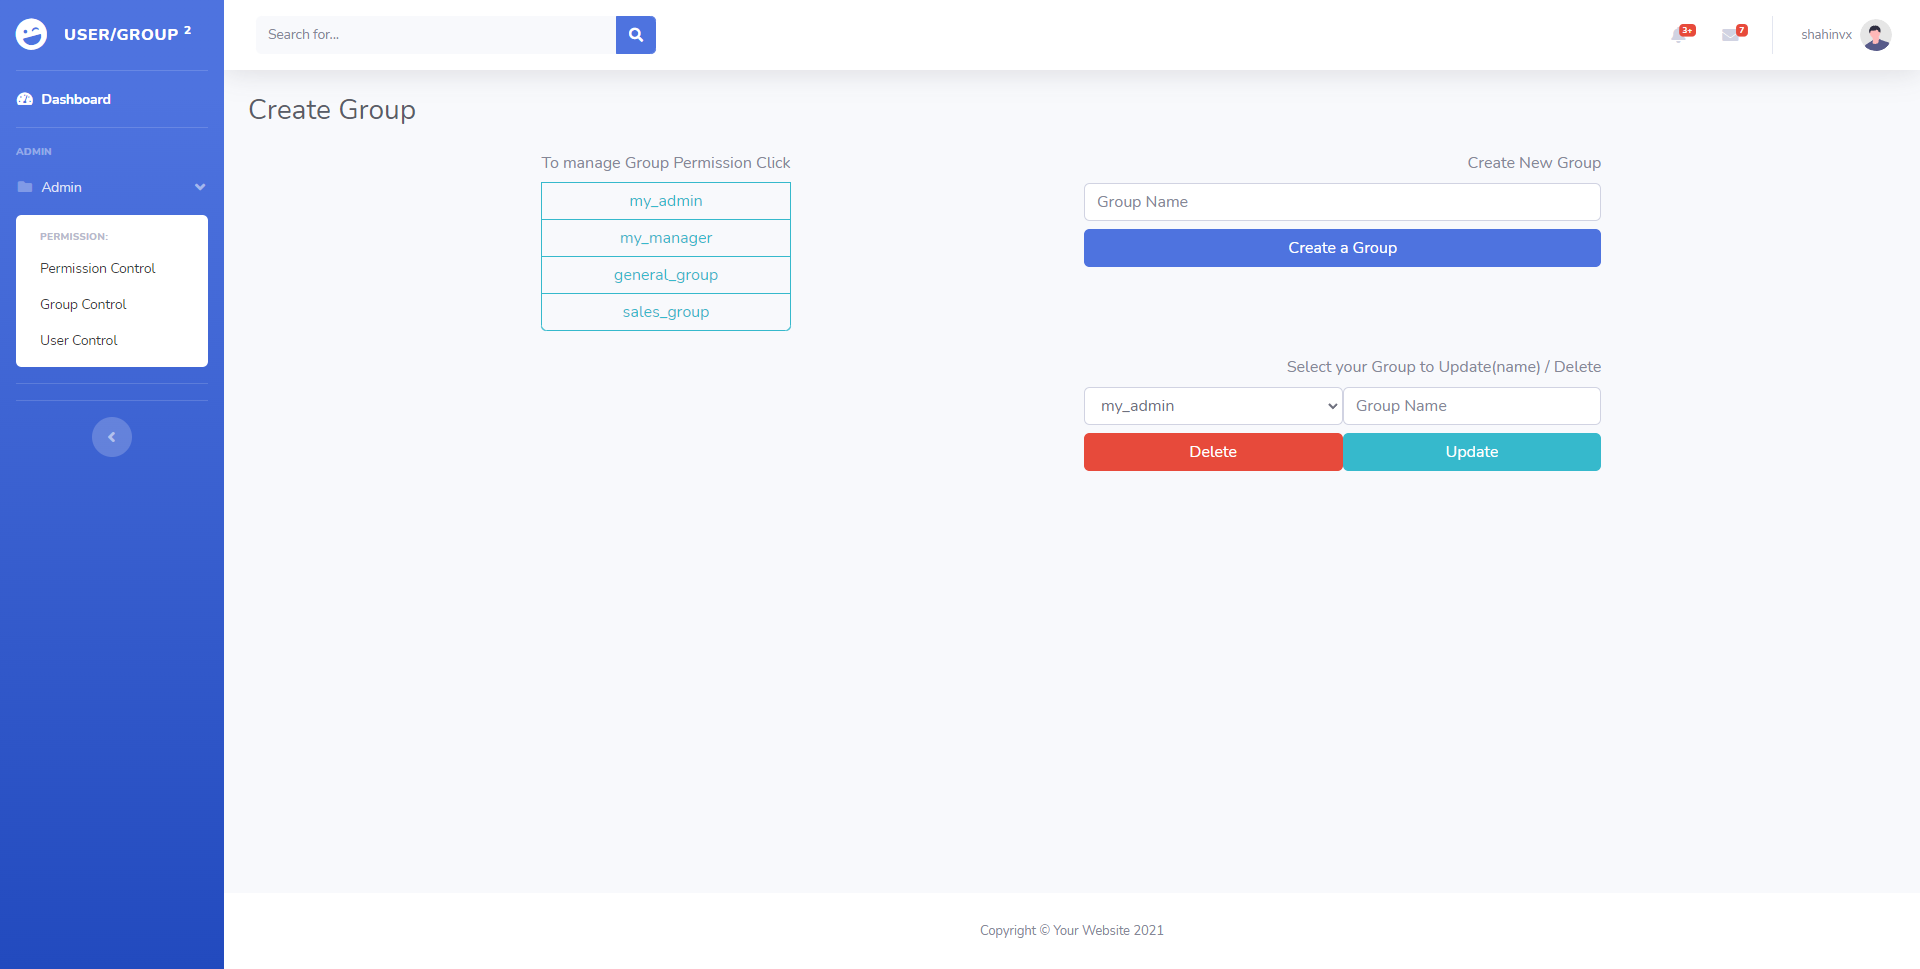 USER/GROUP 2
Dashboard
ADMIN
Admin
PERMISSION:
Permission Control
Group Control
User Control
Search for...
3+
7
shahinvx
Create Group
To manage Group Permission Click
my_admin
my_manager
general_group
sales_group
Create New Group
Group Name
Create a Group
Select your Group to Update(name) / Delete
my_admin
Group Name
Delete
Update
Copyright © Your Website 2021